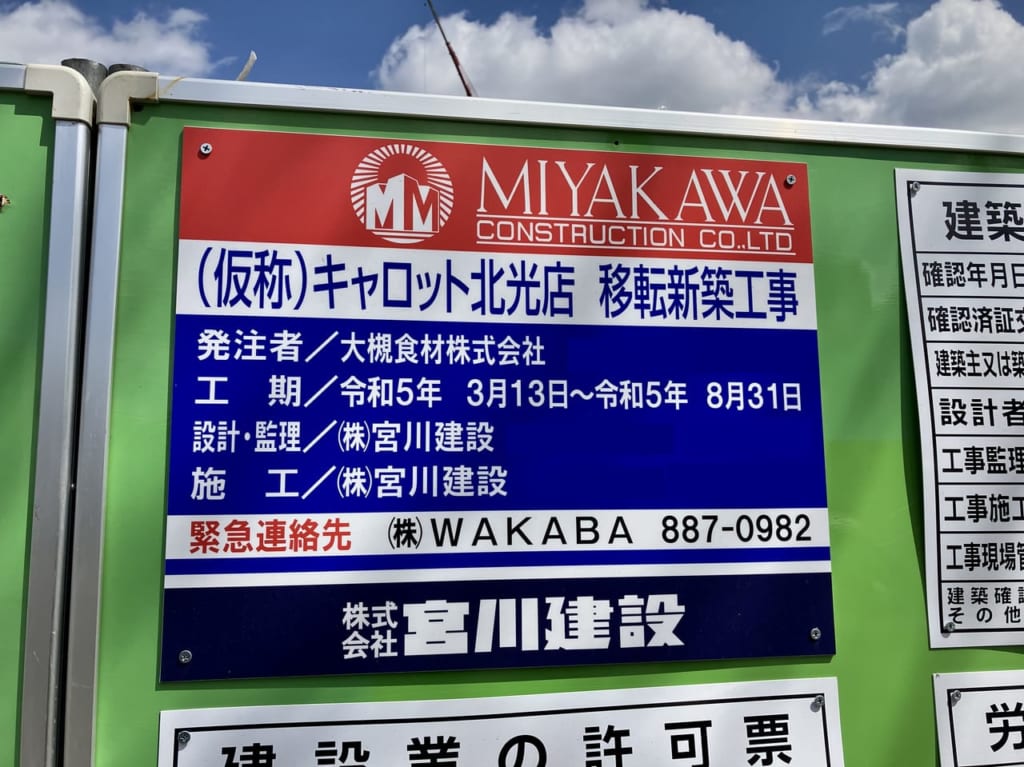 MM
MIYAKAWA
CONSTRUCTION CO.,LTD
(仮称)キャロット北光店 移転新築工事
発注者/大槻食材株式会社
工 期/令和5年 3月13日~令和5年 8月31日
設計・監理/(株)宮川建設
施 工/(株)宮川建設
緊急連絡先 (株)WAKABA 887-0982
株式会社 宮川建設
建設業の許可票
建築
確認年月日
確認済証交
建築主又は築
設計者
工事監理
工事施工
工事現場管
建築確認
その他
労